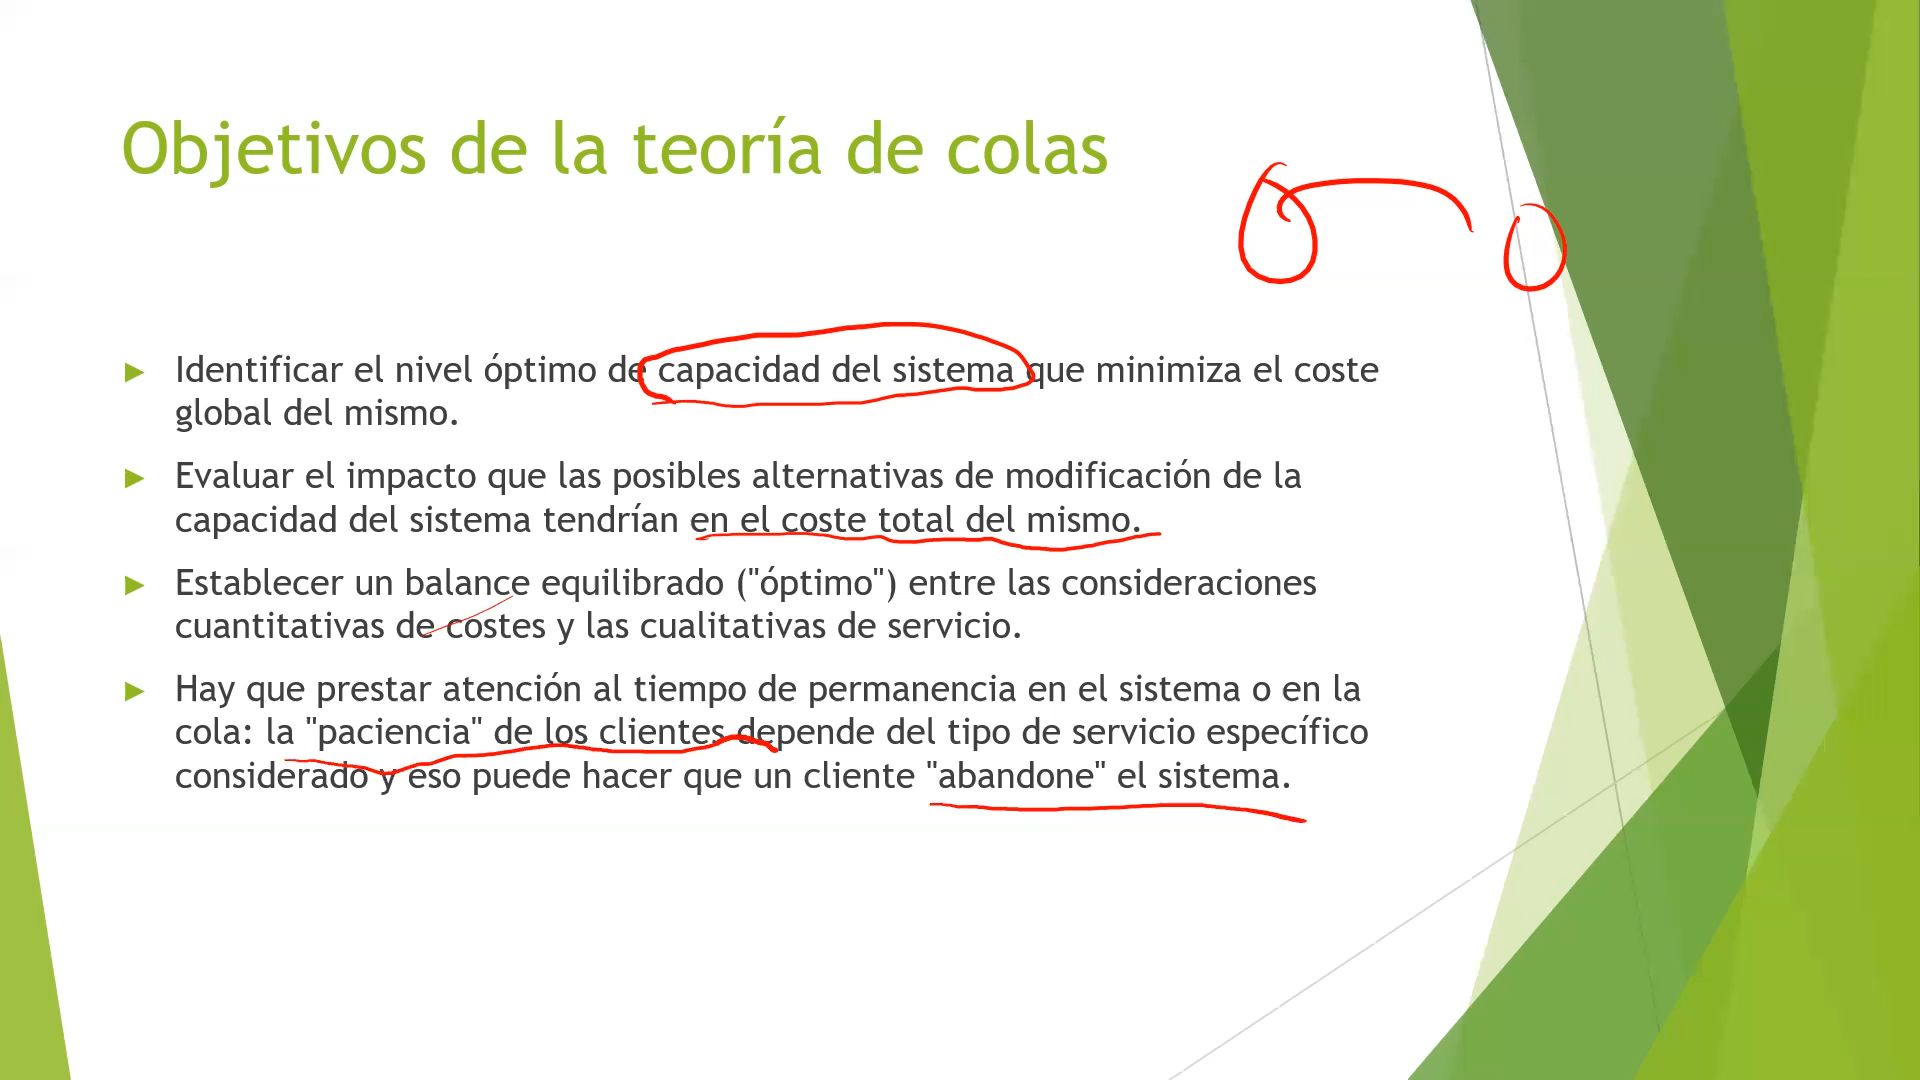 Objetivos de la teoría de colas
Identificar el nivel óptimo de capacidad del sistema que minimiza el coste
global del mismo.
Evaluar el impacto que las posibles alternativas de modificación de la
capacidad del sistema tendrían en el coste total del mismo.
Establecer un balance equilibrado ("óptimo") entre las consideraciones
cuantitativas de costes y las cualitativas de servicio.
Hay que prestar atención al tiempo de permanencia en el sistema o en la
cola: la "paciencia" de los clientes depende del tipo de servicio específico
considerado y eso puede hacer que un cliente "abandone" el sistema.